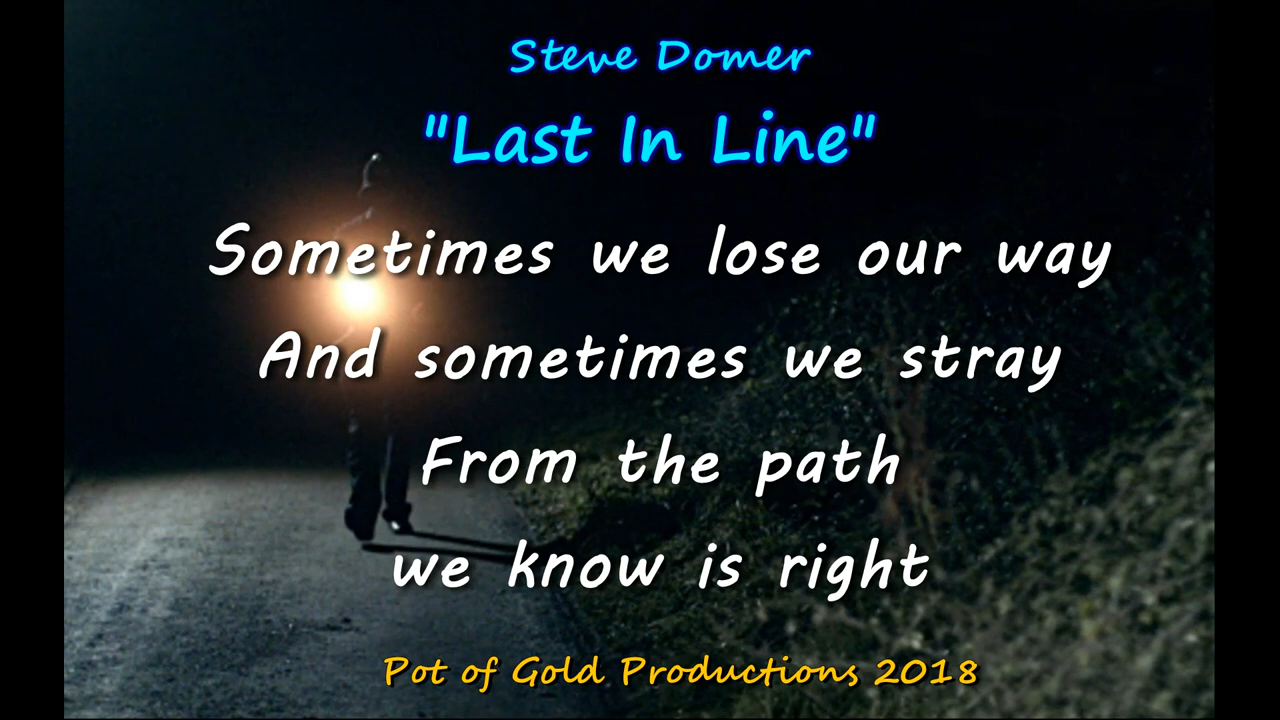 Steve Domer
"Last In Line"
Sometimes we lose our way
And sometimes we stray
From the path
we know is right
Pot of Gold Productions 2018